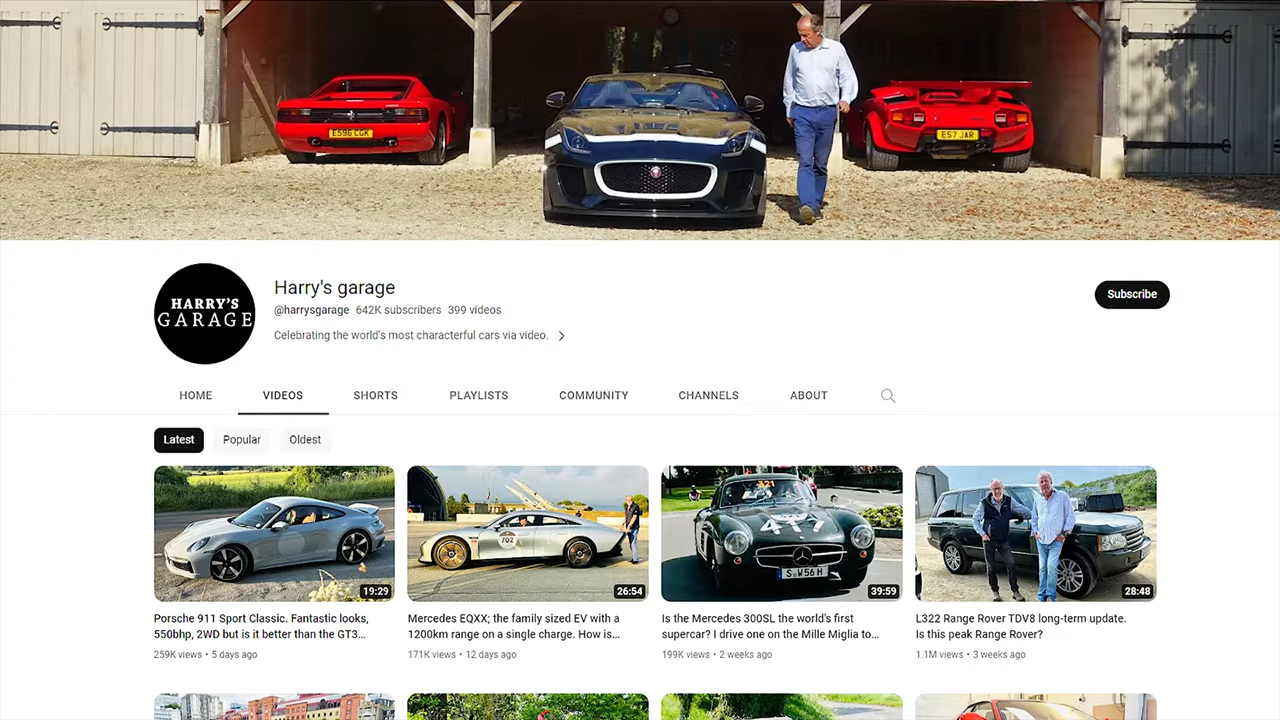 E596 CGK
E57 JAR
HARRY'S
GARAGE
Harry's garage
@harrysgarage 642K subscribers 399 videos
Celebrating the world's most characterful cars via video.
Subscribe
HOME VIDEOS SHORTS PLAYLISTS COMMUNITY CHANNELS ABOUT
Latest Popular Oldest
702
321
417
S W 56 H
19:29
26:54
39:59
28:48
Porsche 911 Sport Classic. Fantastic looks,
550bhp, 2WD but is it better than the GT3...
259K views • 5 days ago
Mercedes EQXX; the family sized EV with a
1200km range on a single charge. How is...
171K views • 12 days ago
Is the Mercedes 300SL the world's first
supercar? I drive one on the Mille Miglia to...
199K views • 2 weeks ago
L322 Range Rover TDV8 long-term update.
Is this peak Range Rover?
1.1M views • 3 weeks ago